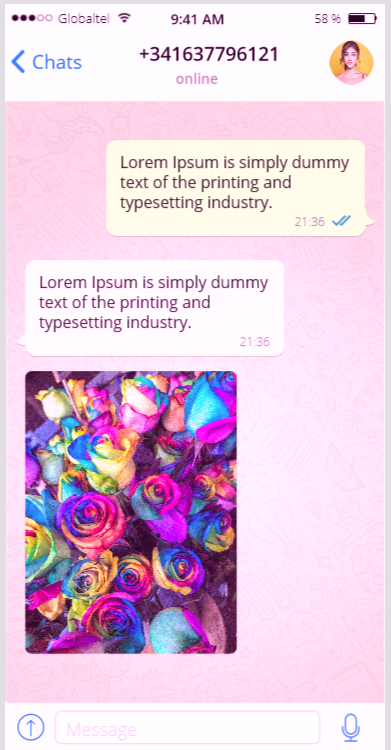 Globaltel 9:41 AM 58 %
Chats +341637796121
online
Lorem Ipsum is simply dummy
text of the printing and
typesetting industry.
21:36
Lorem Ipsum is simply dummy
text of the printing and
typesetting industry.
21:36
Message